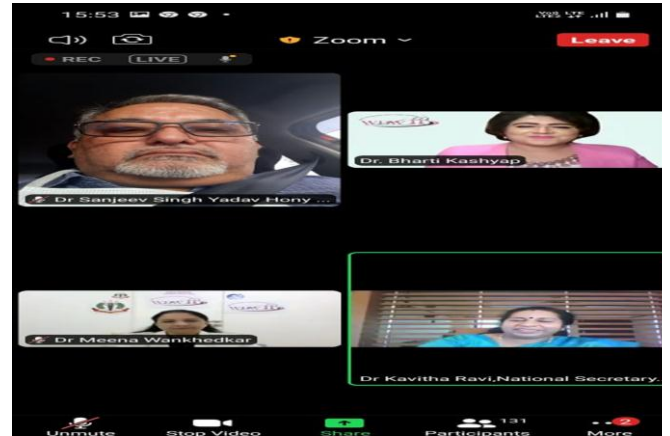 15:53
Zoom
Leave
REC LIVE
Dr Sanjeev Singh Yadav Hony ...
Dr. Bharti Kashyap
Dr Meena Wankhedkar
Dr Kavitha Ravi,National Secretary.
131
2
Unmute Stop Video Share Participants More